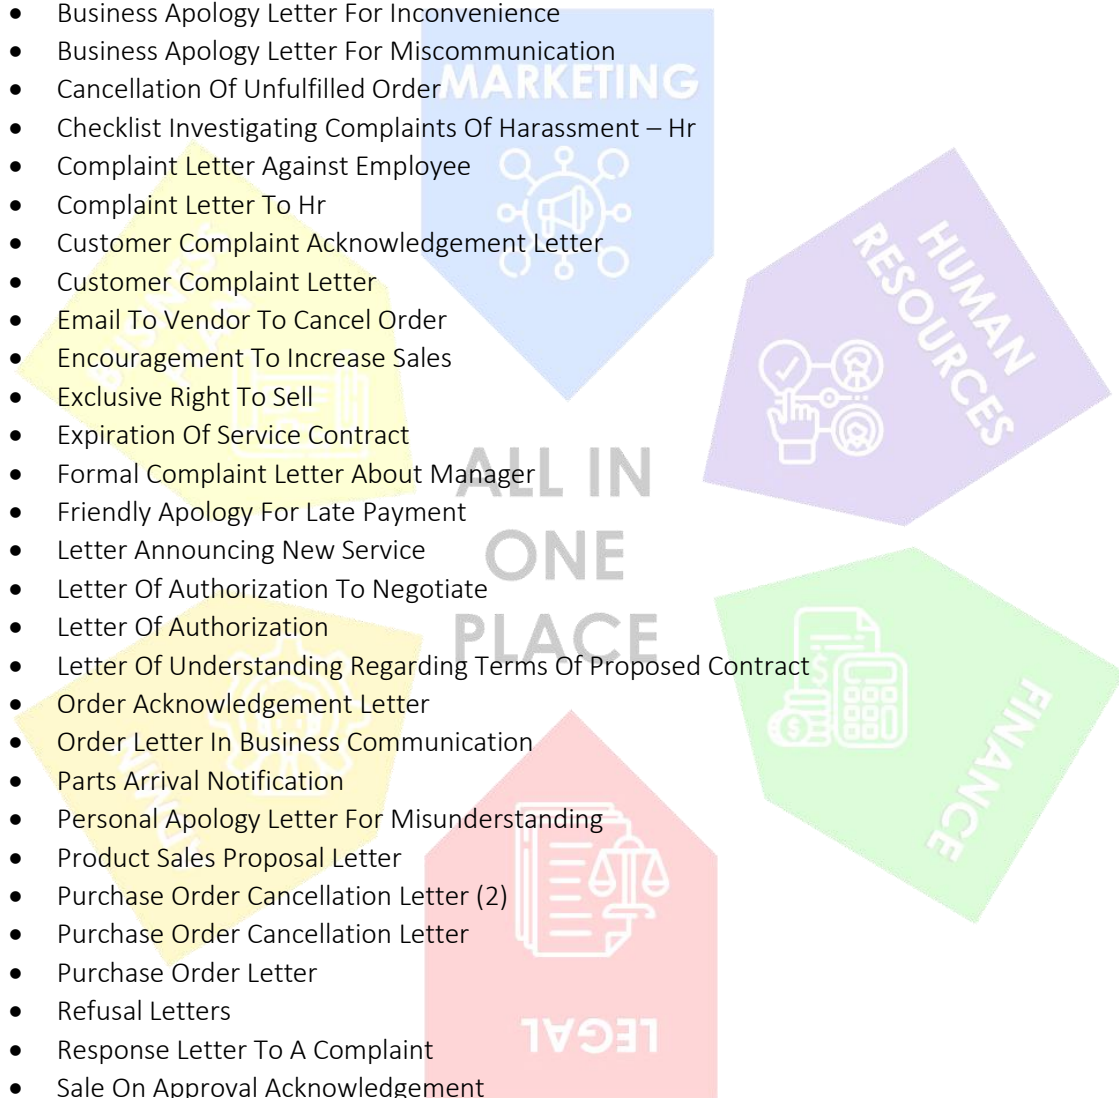 • Business Apology Letter For Inconvenience
• Business Apology Letter For Miscommunication
• Cancellation Of Unfulfilled Order
• Checklist Investigating Complaints Of Harassment – Hr
• Complaint Letter Against Employee
• Complaint Letter To Hr
• Customer Complaint Acknowledgement Letter
• Customer Complaint Letter
• Email To Vendor To Cancel Order
• Encouragement To Increase Sales
• Exclusive Right To Sell
• Expiration Of Service Contract
• Formal Complaint Letter About Manager
• Friendly Apology For Late Payment
• Letter Announcing New Service
• Letter Of Authorization To Negotiate
• Letter Of Authorization
• Letter Of Understanding Regarding Terms Of Proposed Contract
• Order Acknowledgement Letter
• Order Letter In Business Communication
• Parts Arrival Notification
• Personal Apology Letter For Misunderstanding
• Product Sales Proposal Letter
• Purchase Order Cancellation Letter (2)
• Purchase Order Cancellation Letter
• Purchase Order Letter
• Refusal Letters
• Response Letter To A Complaint
• Sale On Approval Acknowledgement
MARKETING
HUMAN
RESOURCES
BUSINESS
ALL IN
ONE
PLACE
FINANCE
LEGAL